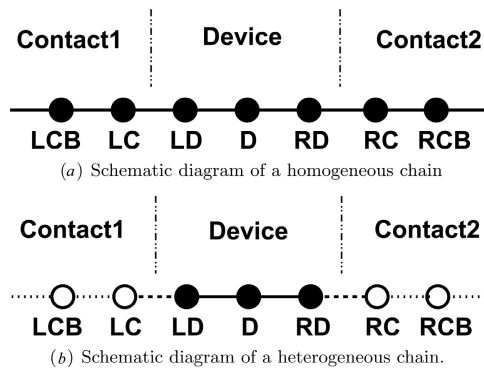 Contact1 Device Contact2
LCB LC LD D RD RC RCB
(a) Schematic diagram of a homogeneous chain
Contact1 Device Contact2
LCB LC LD D RD RC RCB
(b) Schematic diagram of a heterogeneous chain.